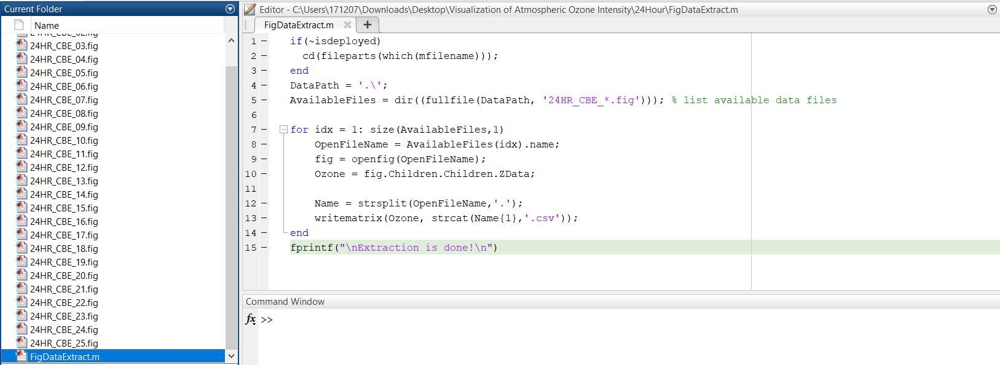 Current Folder
Name
24HR_CBE_02.fig
24HR_CBE_03.fig
24HR_CBE_04.fig
24HR_CBE_05.fig
24HR_CBE_06.fig
24HR_CBE_07.fig
24HR_CBE_08.fig
24HR_CBE_09.fig
24HR_CBE_10.fig
24HR_CBE_11.fig
24HR_CBE_12.fig
24HR_CBE_13.fig
24HR_CBE_14.fig
24HR_CBE_15.fig
24HR_CBE_16.fig
24HR_CBE_17.fig
24HR_CBE_18.fig
24HR_CBE_19.fig
24HR_CBE_20.fig
24HR_CBE_21.fig
24HR_CBE_22.fig
24HR_CBE_23.fig
24HR_CBE_24.fig
24HR_CBE_25.fig
FigDataExtract.m
Editor - C:\Users\171207\Downloads\Desktop\Visualization of Atmospheric Ozone Intensity\24Hour\FigDataExtract.m
FigDataExtract.m
1 – if(~isdeployed)
2 –   cd(fileparts(which(mfilename)));
3 – end
4 – DataPath = '.\';
5 – AvailableFiles = dir((fullfile(DataPath, '24HR_CBE_*.fig'))); % list available data files
6
7 – for idx = 1: size(AvailableFiles,1)
8 –     OpenFileName = AvailableFiles(idx).name;
9 –     fig = openfig(OpenFileName);
10 –     Ozone = fig.Children.Children.ZData;
11
12 –     Name = strsplit(OpenFileName,'.');
13 –     writematrix(Ozone, strcat(Name{1},'.csv'));
14 – end
15 – fprintf("\nExtraction is done!\n")
Command Window
fx >>